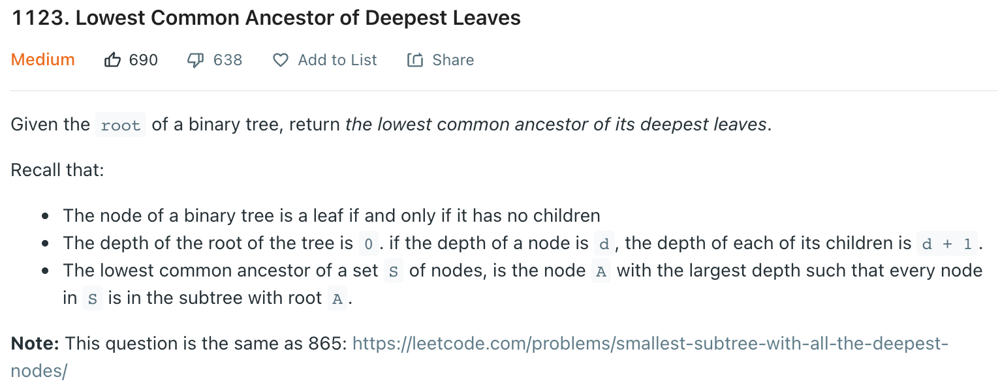 1123. Lowest Common Ancestor of Deepest Leaves
Medium 690 638 Add to List Share
Given the root of a binary tree, return the lowest common ancestor of its deepest leaves.
Recall that:
• The node of a binary tree is a leaf if and only if it has no children
• The depth of the root of the tree is 0. if the depth of a node is d, the depth of each of its children is d + 1.
• The lowest common ancestor of a set S of nodes, is the node A with the largest depth such that every node
in S is in the subtree with root A.
Note: This question is the same as 865: https://leetcode.com/problems/smallest-subtree-with-all-the-deepest-
nodes/